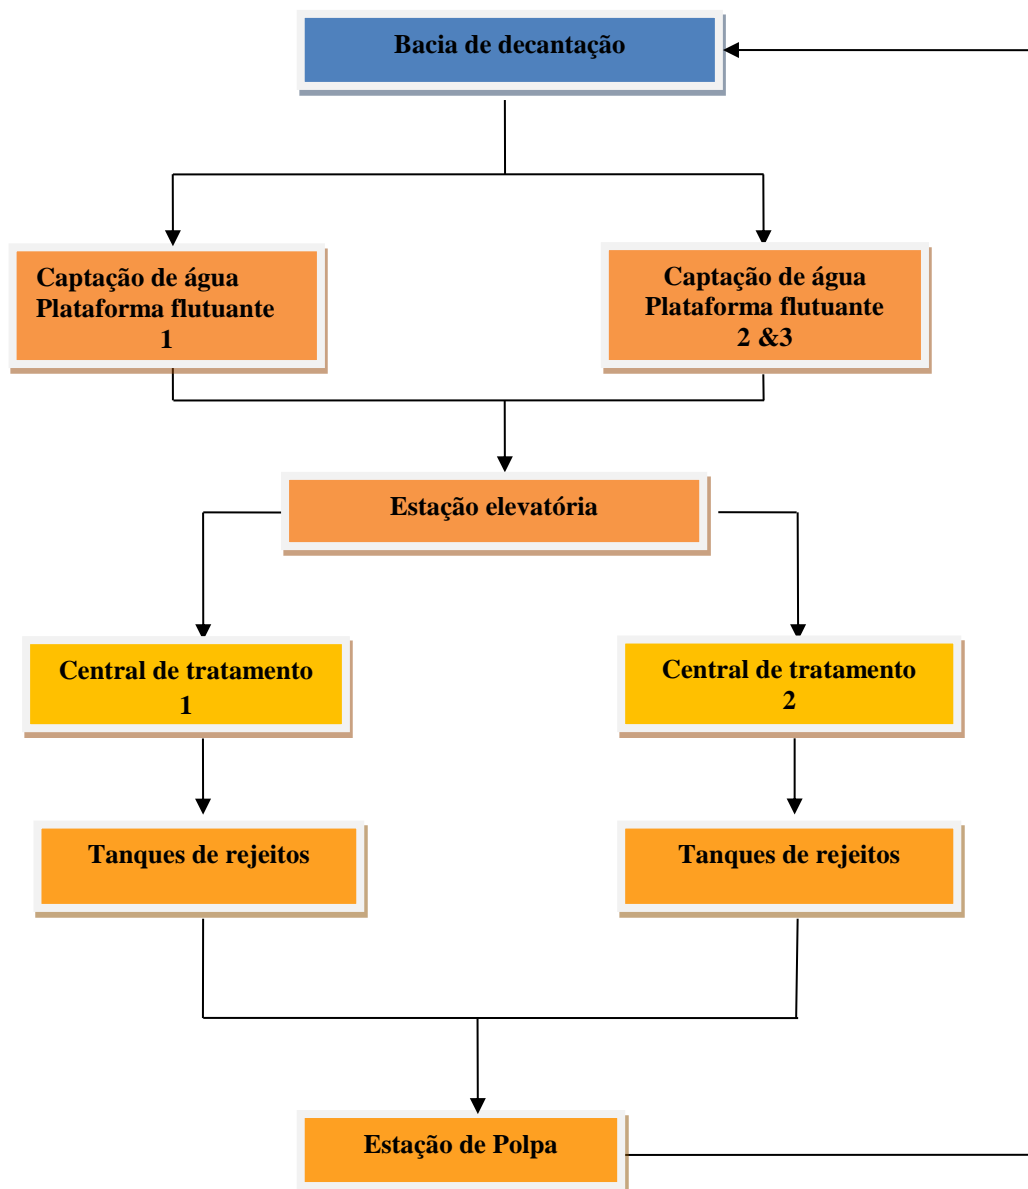 Bacia de decantação
Captação de água
Plataforma flutuante
1
Captação de água
Plataforma flutuante
2 &3
Estação elevatória
Central de tratamento
1
Central de tratamento
2
Tanques de rejeitos
Tanques de rejeitos
Estação de Polpa